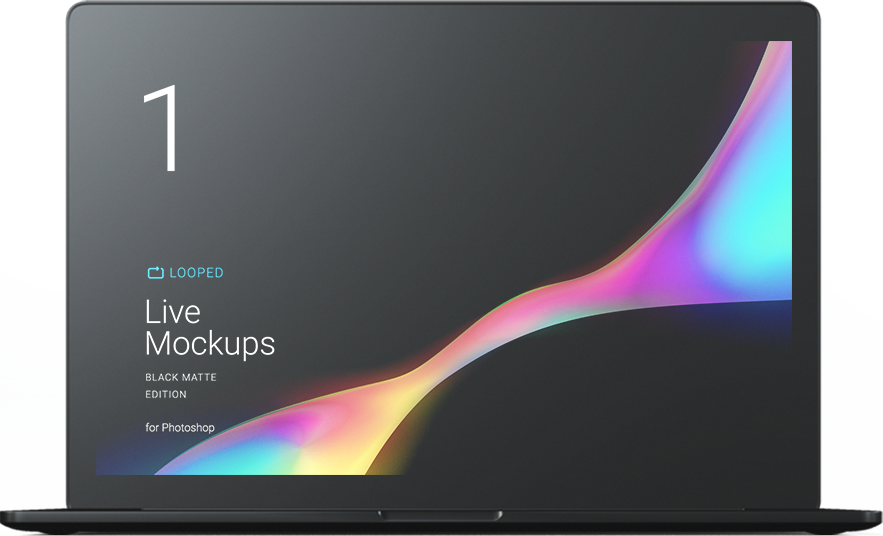 1
LOOPED
Live
Mockups
BLACK MATTE
EDITION
for Photoshop